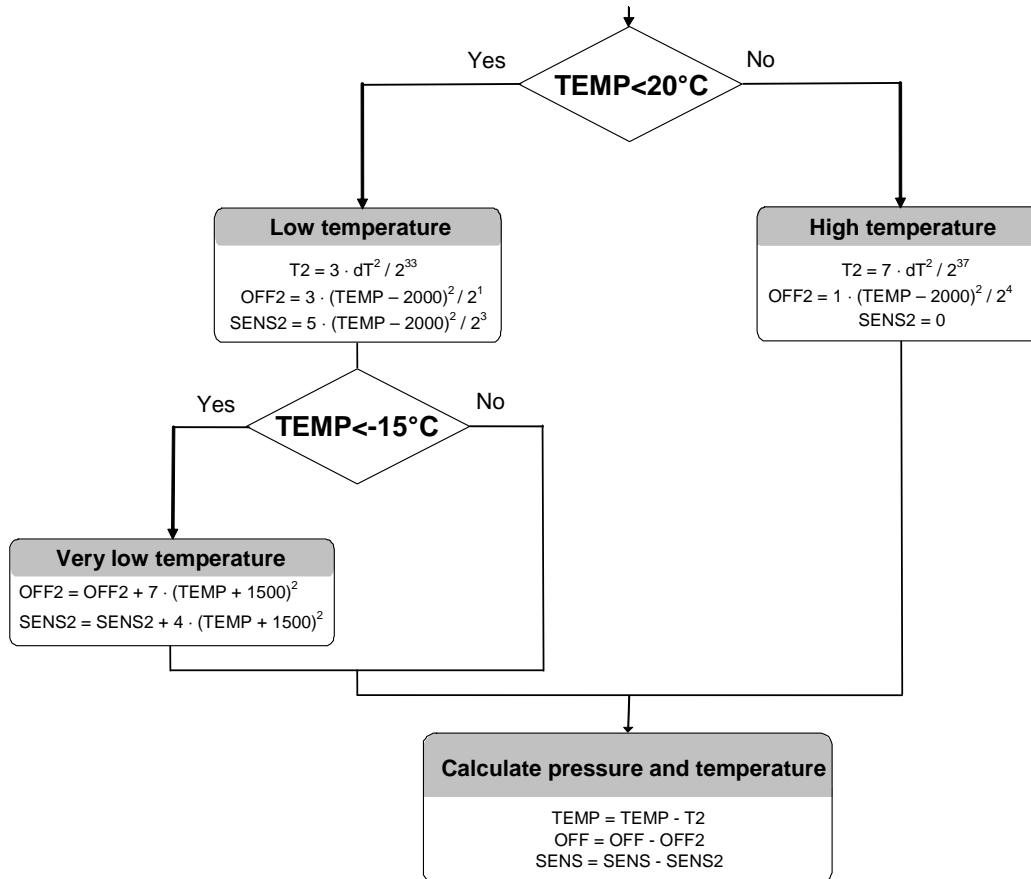 Yes
No
TEMP<20°C
Low temperature
T2 = 3 · dT² / 2³³
OFF2 = 3 · (TEMP – 2000)² / 2¹
SENS2 = 5 · (TEMP – 2000)² / 2³
High temperature
T2 = 7 · dT² / 2³⁷
OFF2 = 1 · (TEMP – 2000)² / 2⁴
SENS2 = 0
Yes
No
TEMP<-15°C
Very low temperature
OFF2 = OFF2 + 7 · (TEMP + 1500)²
SENS2 = SENS2 + 4 · (TEMP + 1500)²
Calculate pressure and temperature
TEMP = TEMP - T2
OFF = OFF - OFF2
SENS = SENS - SENS2